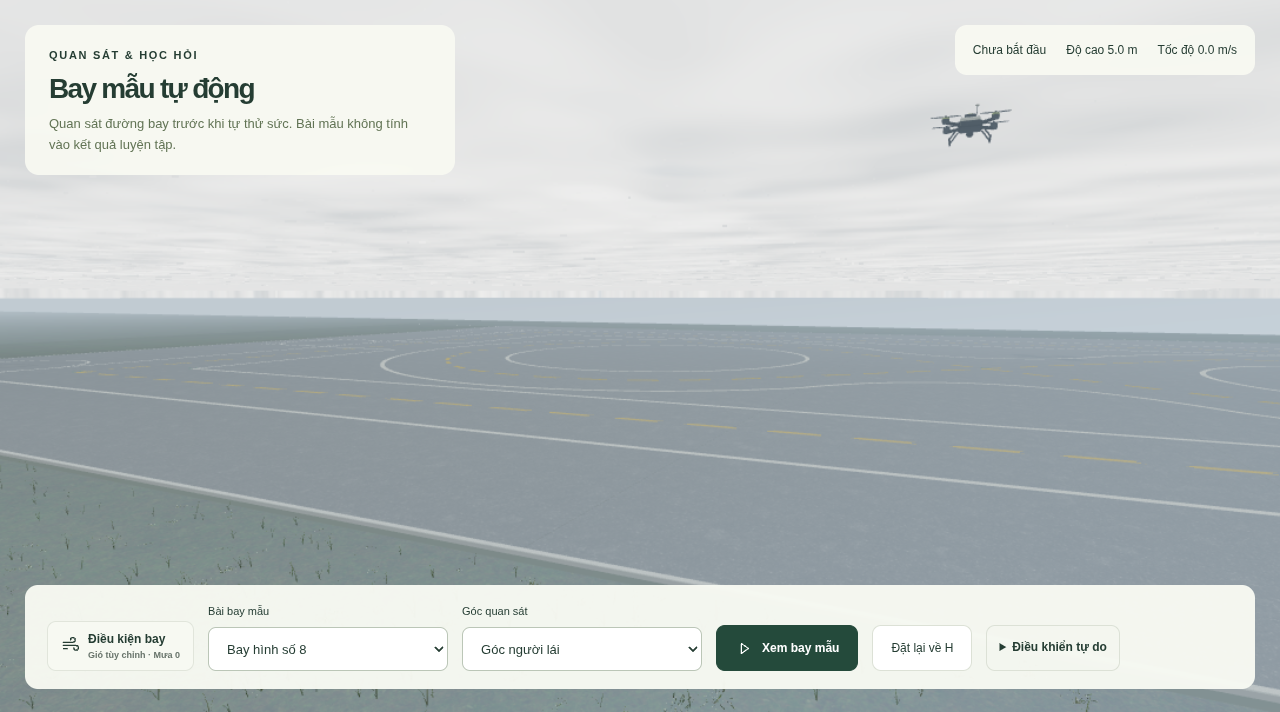 QUAN SÁT & HỌC HỎI
Bay mẫu tự động
Quan sát đường bay trước khi tự thử sức. Bài mẫu không tính
vào kết quả luyện tập.
Chưa bắt đầu Độ cao 5.0 m Tốc độ 0.0 m/s
Bài bay mẫu
Góc quan sát
Điều kiện bay
Gió tùy chỉnh · Mưa 0
Bay hình số 8
Góc người lái
Xem bay mẫu
Đặt lại về H
Điều khiển tự do